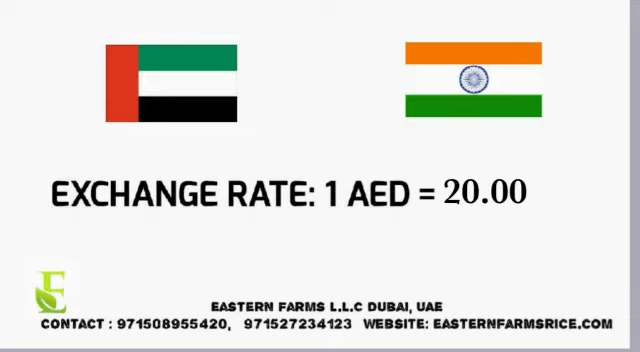 EXCHANGE RATE: 1 AED = 20.00
EASTERN FARMS L.L.C DUBAI, UAE
CONTACT : 971508955420, 971527234123 WEBSITE: EASTERNFARMSRICE.COM